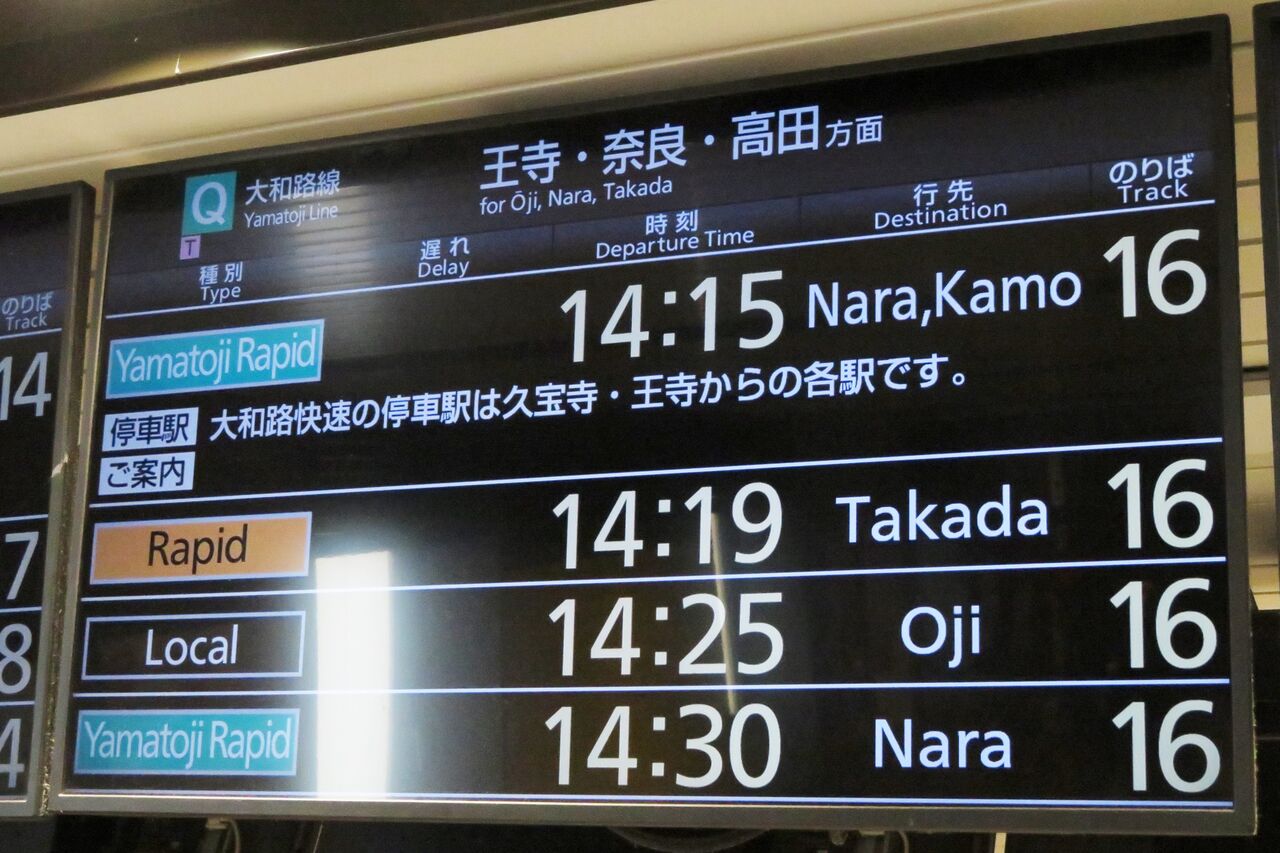 のりば
Track
14
7
8
4
Q 大和路線
Yamatoji Line
T
王寺・奈良・高田方面
for Ōji, Nara, Takada
種別 遅れ 時刻 行先 のりば
Type Delay Departure Time Destination Track
Yamatoji Rapid 14:15 Nara,Kamo 16
停車駅 大和路快速の停車駅は久宝寺・王寺からの各駅です。
ご案内
Rapid 14:19 Takada 16
Local 14:25 Oji 16
Yamatoji Rapid 14:30 Nara 16